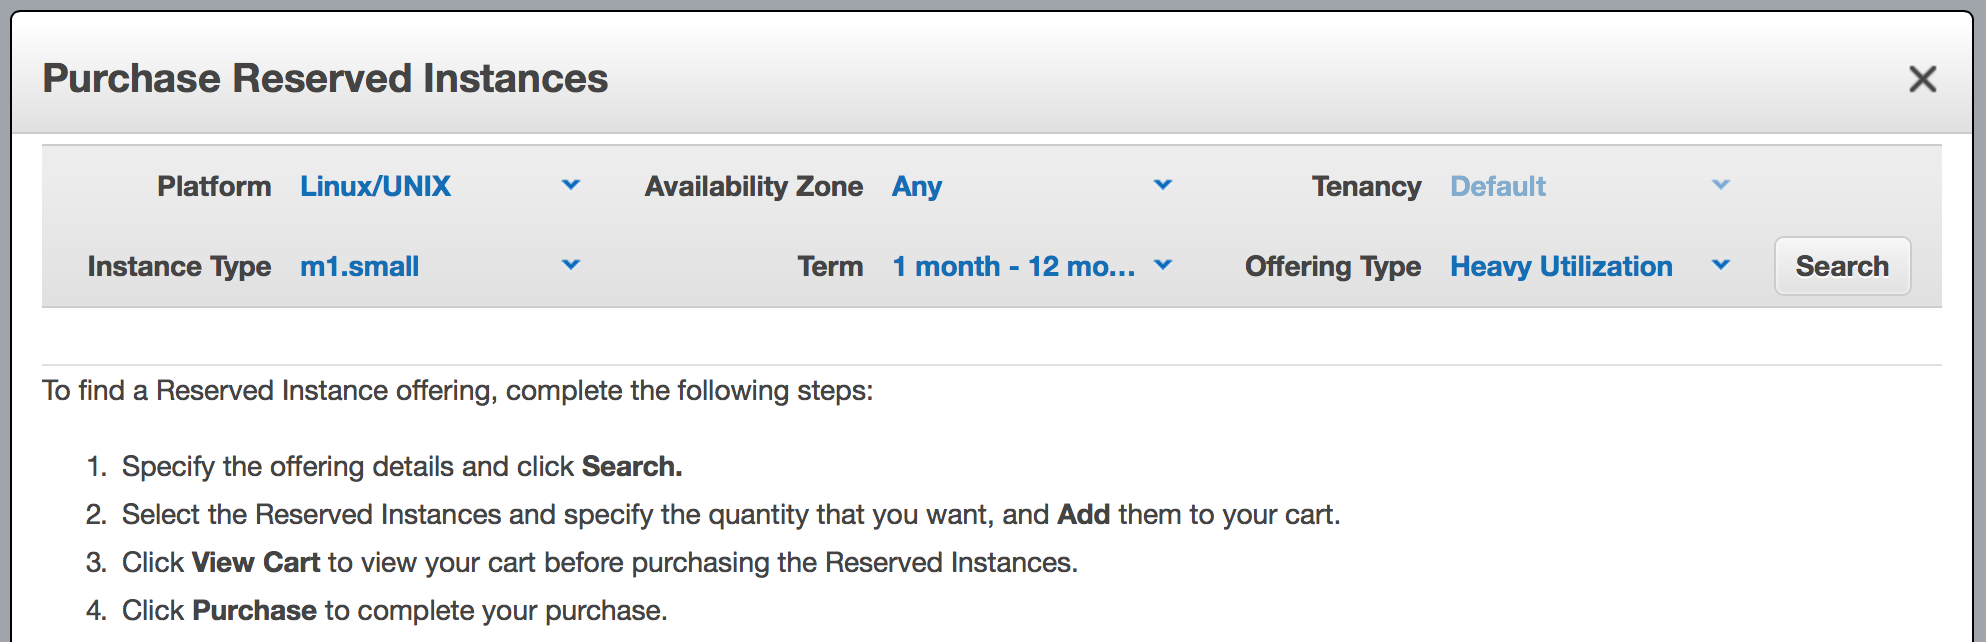 Purchase Reserved Instances
Platform Linux/UNIX Availability Zone Any Tenancy Default
Instance Type m1.small Term 1 month - 12 mo... Offering Type Heavy Utilization Search
To find a Reserved Instance offering, complete the following steps:
1. Specify the offering details and click Search.
2. Select the Reserved Instances and specify the quantity that you want, and Add them to your cart.
3. Click View Cart to view your cart before purchasing the Reserved Instances.
4. Click Purchase to complete your purchase.